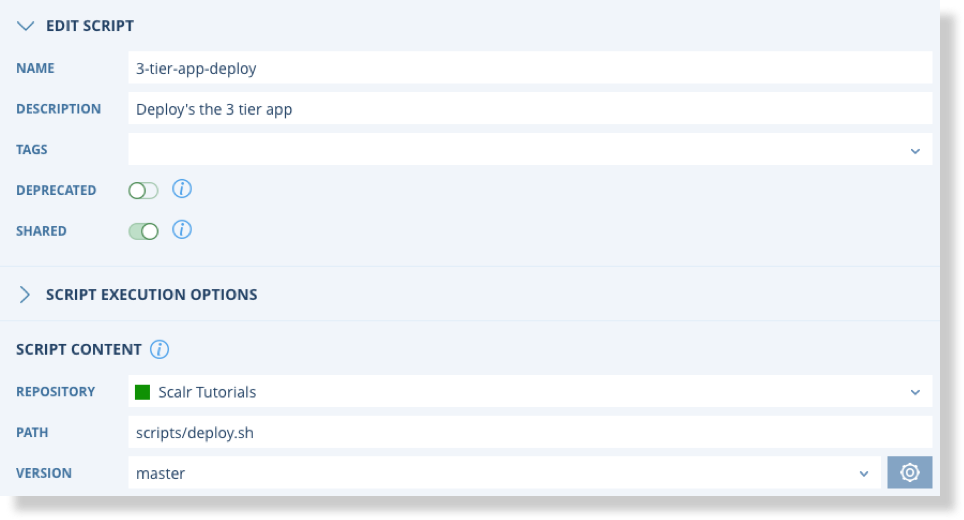 EDIT SCRIPT
NAME 3-tier-app-deploy
DESCRIPTION Deploy's the 3 tier app
TAGS
DEPRECATED i
SHARED i
SCRIPT EXECUTION OPTIONS
SCRIPT CONTENT i
REPOSITORY Scalr Tutorials
PATH scripts/deploy.sh
VERSION master